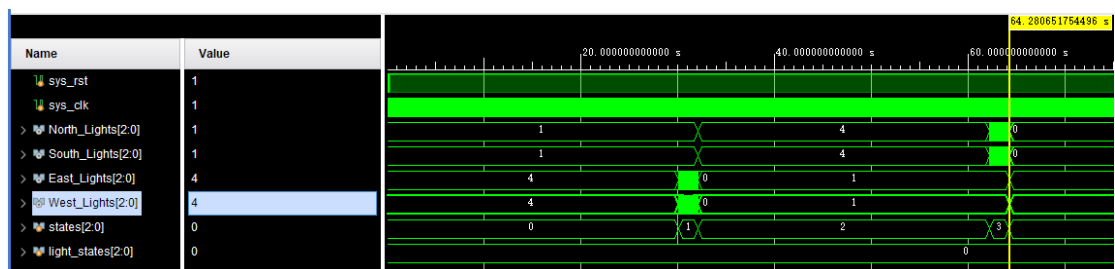 64.280651754496 s
Name Value 20.000000000000 s 40.000000000000 s 60.000000000000 s
sys_rst 1
sys_clk 1
North_Lights[2:0] 1 1 4 0
South_Lights[2:0] 1 1 4 0
East_Lights[2:0] 4 4 0 1
West_Lights[2:0] 4 4 0 1
states[2:0] 0 0 1 2 3
light_states[2:0] 0 0